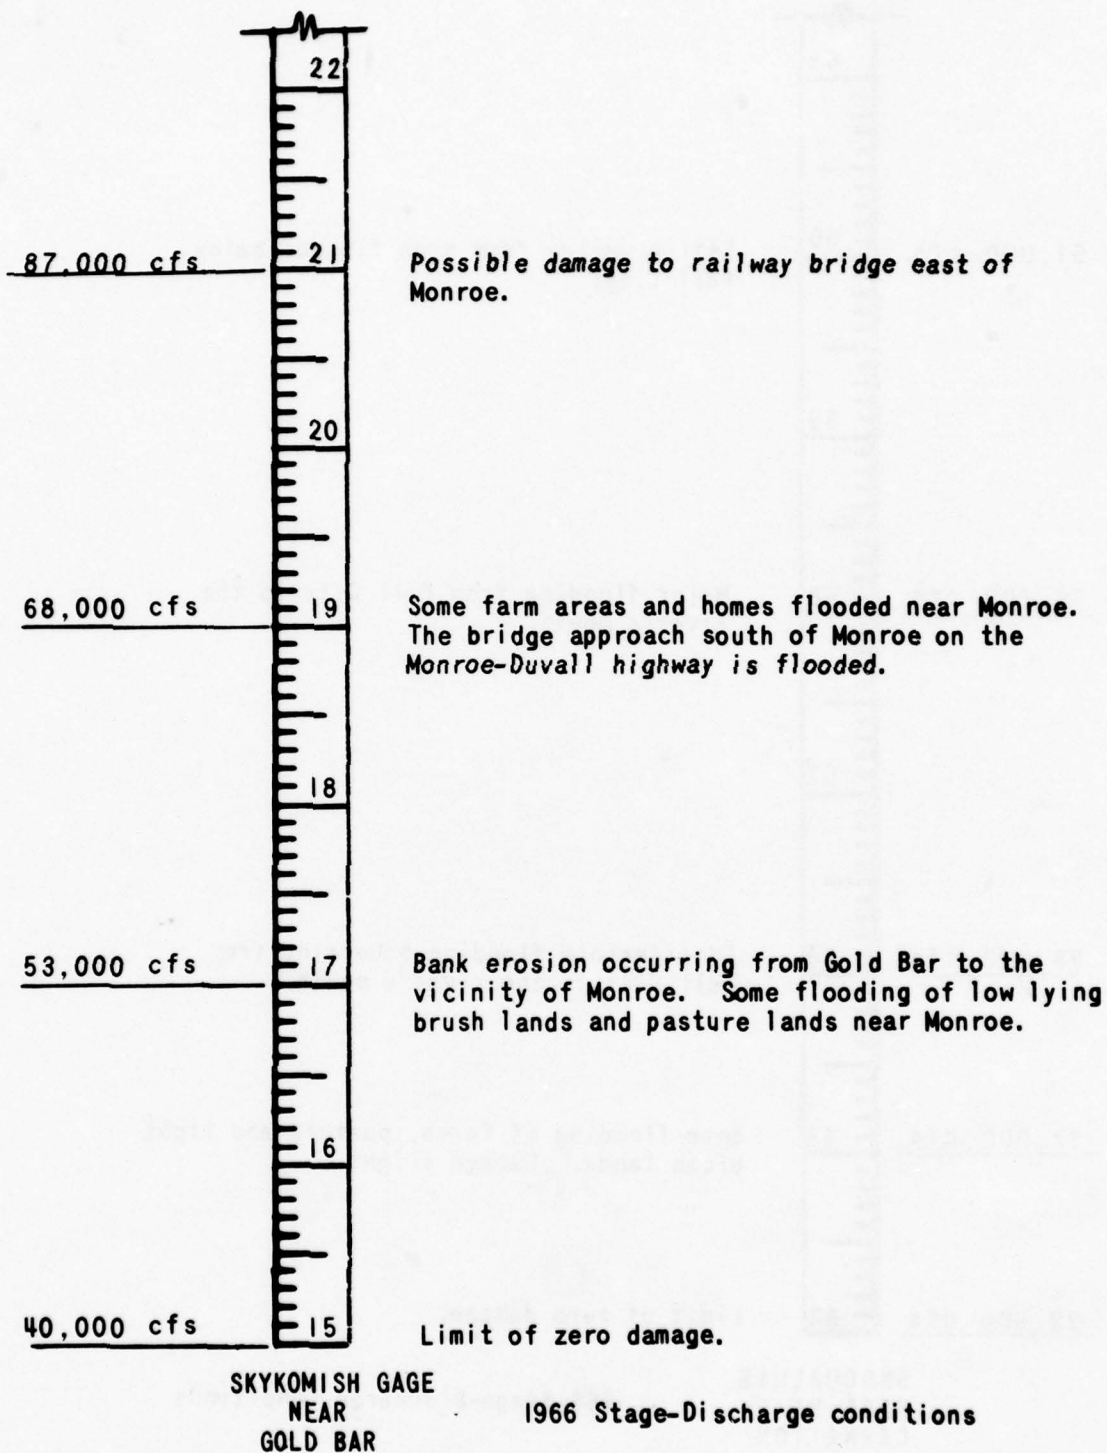 22
87,000 cfs 21 Possible damage to railway bridge east of
Monroe.
20
68,000 cfs 19 Some farm areas and homes flooded near Monroe.
The bridge approach south of Monroe on the
Monroe-Duvall highway is flooded.
18
53,000 cfs 17 Bank erosion occurring from Gold Bar to the
vicinity of Monroe. Some flooding of low lying
brush lands and pasture lands near Monroe.
16
40,000 cfs 15 Limit of zero damage.
SKYKOMISH GAGE
NEAR
GOLD BAR
1966 Stage-Discharge conditions